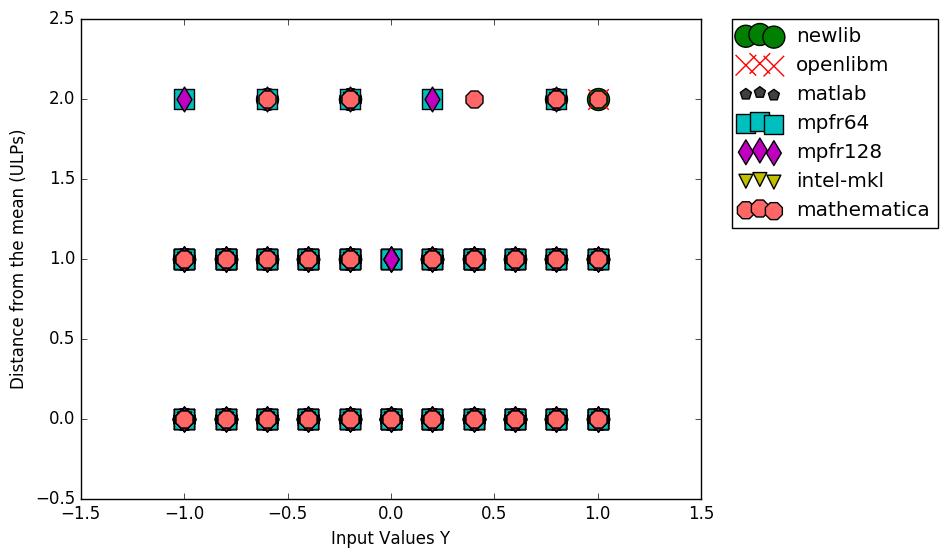 2.5
2.0
1.5
1.0
0.5
0.0
−0.5
−1.5
−1.0
−0.5
0.0
0.5
1.0
1.5
Distance from the mean (ULPs)
Input Values Y
newlib
openlibm
matlab
mpfr64
mpfr128
intel-mkl
mathematica